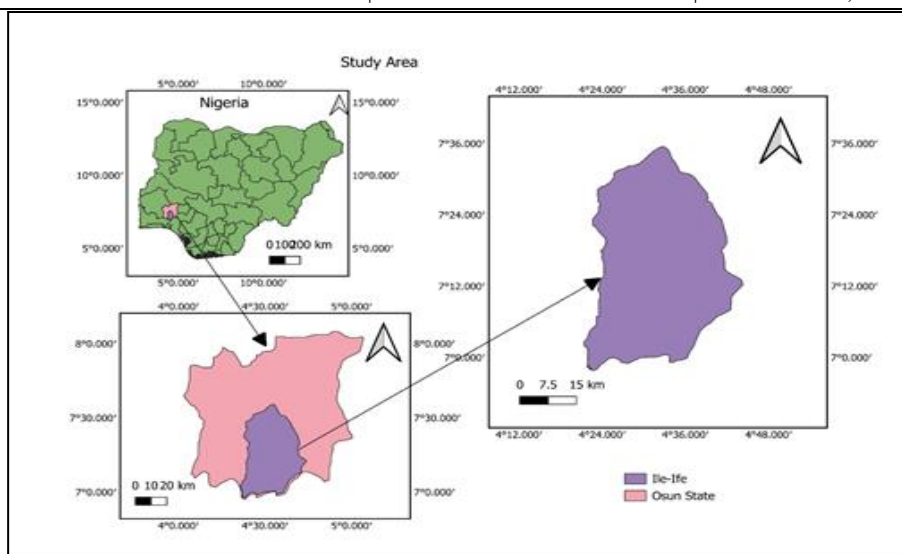 Study Area
5°0.000' 10°0.000'
Nigeria
15°0.000' 15°0.000'
10°0.000' 10°0.000'
5°0.000' 5°0.000'
0 100 200 km
5°0.000' 10°0.000'
4°0.000' 4°30.000' 5°0.000'
8°0.000' 8°0.000'
7°30.000' 7°30.000'
7°0.000' 7°0.000'
0 10 20 km
4°0.000' 4°30.000' 5°0.000'
4°12.000' 4°24.000' 4°36.000' 4°48.000'
7°36.000' 7°36.000'
7°24.000' 7°24.000'
7°12.000' 7°12.000'
7°0.000' 7°0.000'
0 7.5 15 km
4°12.000' 4°24.000' 4°36.000' 4°48.000'
Ile-Ife
Osun State